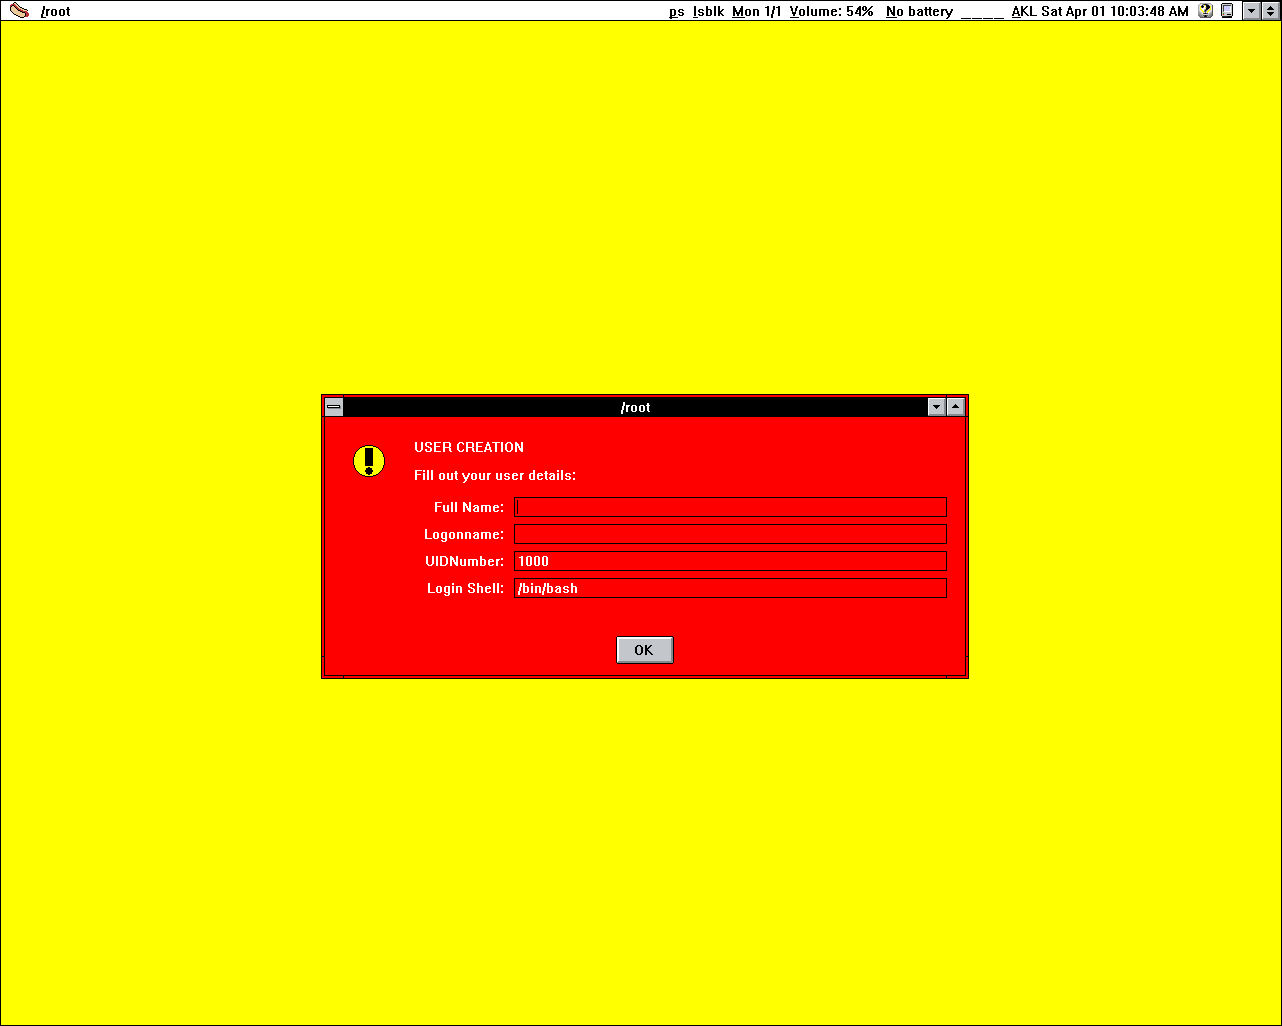 /root ps lsblk Mon 1/1 Volume: 54% No battery ____ AKL Sat Apr 01 10:03:48 AM
/root
USER CREATION
Fill out your user details:
Full Name:
Logonname:
UIDNumber: 1000
Login Shell: /bin/bash
OK